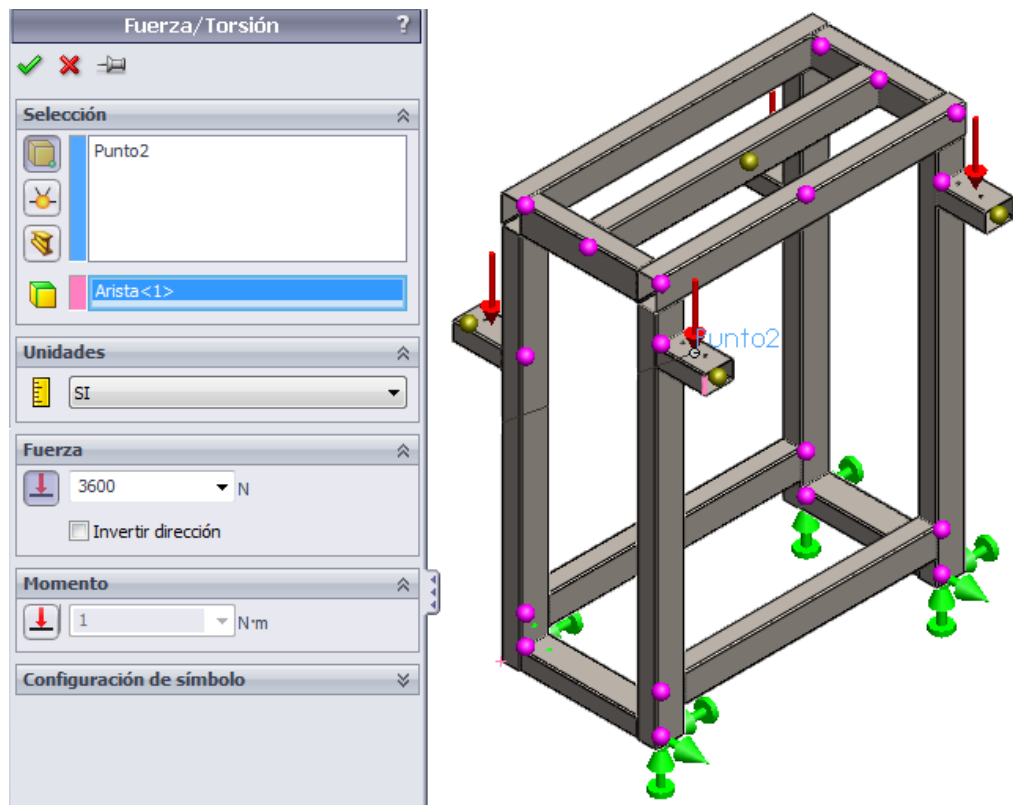 Fuerza/Torsión ?
Selección
Punto2
Arista<1>
Unidades
SI
Fuerza
3600 N
Invertir dirección
Momento
1 N·m
Configuración de símbolo
Punto2